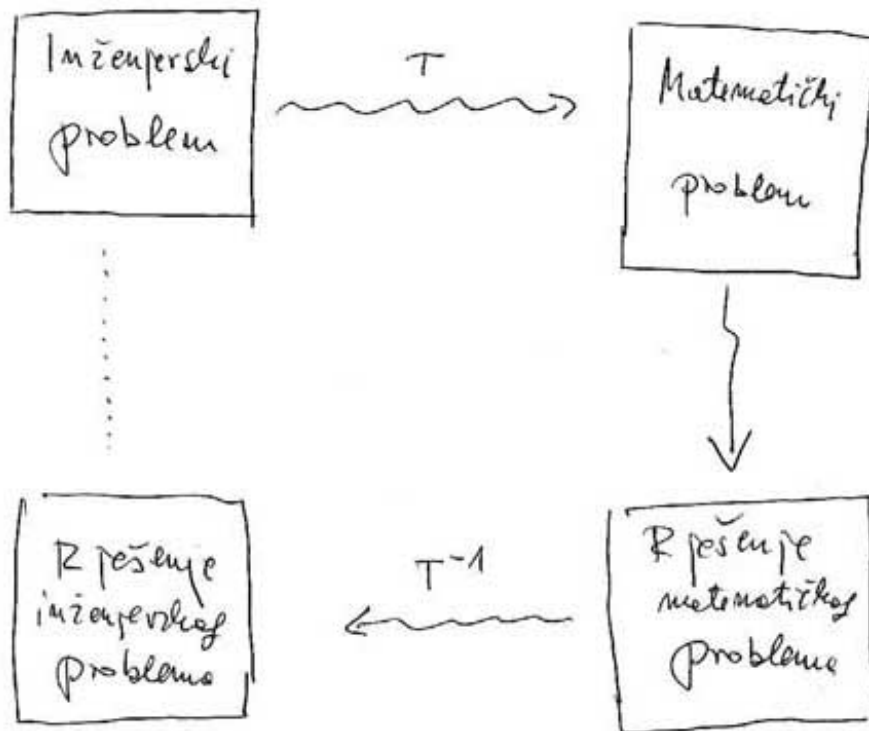 Inženjerski
problem
T
Matematički
problem
Rješenje
inženjerskog
problema
T⁻¹
Rješenje
matematičkog
problema